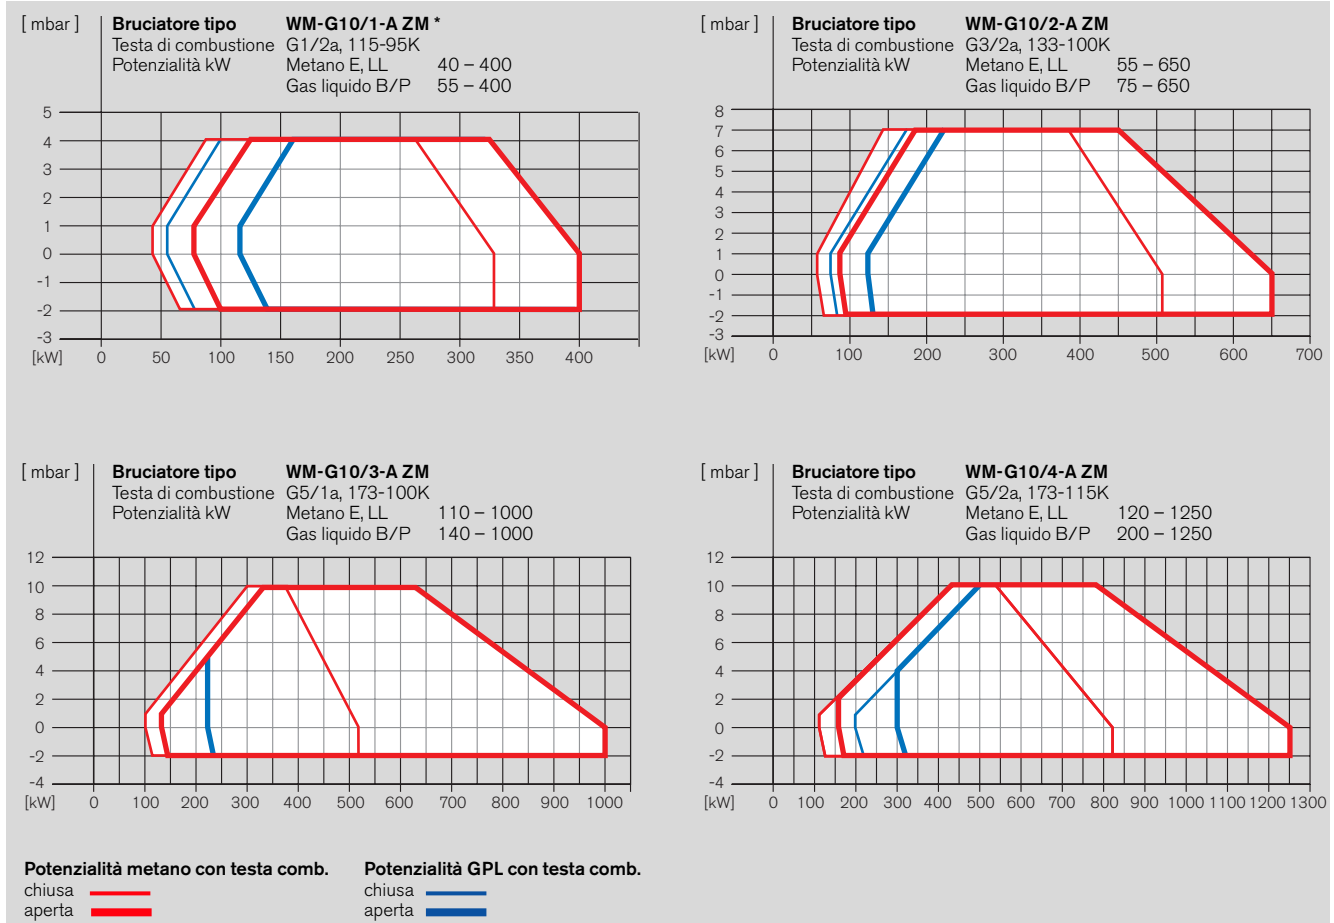 [ mbar ] Bruciatore tipo WM-G10/1-A ZM *
Testa di combustione G1/2a, 115-95K
Potenzialità kW Metano E, LL 40 – 400
Gas liquido B/P 55 – 400
5
4
3
2
1
0
-1
-2
-3
[kW] 0 50 100 150 200 250 300 350 400
[ mbar ] Bruciatore tipo WM-G10/2-A ZM
Testa di combustione G3/2a, 133-100K
Potenzialità kW Metano E, LL 55 – 650
Gas liquido B/P 75 – 650
8
7
6
5
4
3
2
1
0
-1
-2
-3
[kW] 0 100 200 300 400 500 600 700
[ mbar ] Bruciatore tipo WM-G10/3-A ZM
Testa di combustione G5/1a, 173-100K
Potenzialità kW Metano E, LL 110 – 1000
Gas liquido B/P 140 – 1000
12
10
8
6
4
2
0
-2
-4
[kW] 0 100 200 300 400 500 600 700 800 900 1000
[ mbar ] Bruciatore tipo WM-G10/4-A ZM
Testa di combustione G5/2a, 173-115K
Potenzialità kW Metano E, LL 120 – 1250
Gas liquido B/P 200 – 1250
12
10
8
6
4
2
0
-2
-4
[kW] 0 100 200 300 400 500 600 700 800 900 1000 1100 1200 1300
Potenzialità metano con testa comb.
chiusa
aperta
Potenzialità GPL con testa comb.
chiusa
aperta